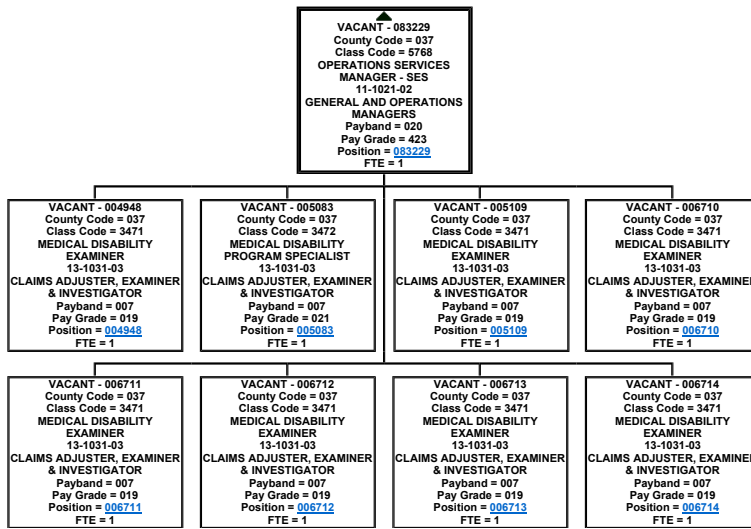 VACANT - 083229
County Code = 037
Class Code = 5768
OPERATIONS SERVICES
MANAGER - SES
11-1021-02
GENERAL AND OPERATIONS
MANAGERS
Payband = 020
Pay Grade = 423
Position = 083229
FTE = 1
VACANT - 004948
County Code = 037
Class Code = 3471
MEDICAL DISABILITY
EXAMINER
13-1031-03
CLAIMS ADJUSTER, EXAMINER
& INVESTIGATOR
Payband = 007
Pay Grade = 019
Position = 004948
FTE = 1
VACANT - 005083
County Code = 037
Class Code = 3472
MEDICAL DISABILITY
PROGRAM SPECIALIST
13-1031-03
CLAIMS ADJUSTER, EXAMINER
& INVESTIGATOR
Payband = 007
Pay Grade = 021
Position = 005083
FTE = 1
VACANT - 005109
County Code = 037
Class Code = 3471
MEDICAL DISABILITY
EXAMINER
13-1031-03
CLAIMS ADJUSTER, EXAMINER
& INVESTIGATOR
Payband = 007
Pay Grade = 019
Position = 005109
FTE = 1
VACANT - 006710
County Code = 037
Class Code = 3471
MEDICAL DISABILITY
EXAMINER
13-1031-03
CLAIMS ADJUSTER, EXAMINER
& INVESTIGATOR
Payband = 007
Pay Grade = 019
Position = 006710
FTE = 1
VACANT - 006711
County Code = 037
Class Code = 3471
MEDICAL DISABILITY
EXAMINER
13-1031-03
CLAIMS ADJUSTER, EXAMINER
& INVESTIGATOR
Payband = 007
Pay Grade = 019
Position = 006711
FTE = 1
VACANT - 006712
County Code = 037
Class Code = 3471
MEDICAL DISABILITY
EXAMINER
13-1031-03
CLAIMS ADJUSTER, EXAMINER
& INVESTIGATOR
Payband = 007
Pay Grade = 019
Position = 006712
FTE = 1
VACANT - 006713
County Code = 037
Class Code = 3471
MEDICAL DISABILITY
EXAMINER
13-1031-03
CLAIMS ADJUSTER, EXAMINER
& INVESTIGATOR
Payband = 007
Pay Grade = 019
Position = 006713
FTE = 1
VACANT - 006714
County Code = 037
Class Code = 3471
MEDICAL DISABILITY
EXAMINER
13-1031-03
CLAIMS ADJUSTER, EXAMINER
& INVESTIGATOR
Payband = 007
Pay Grade = 019
Position = 006714
FTE = 1